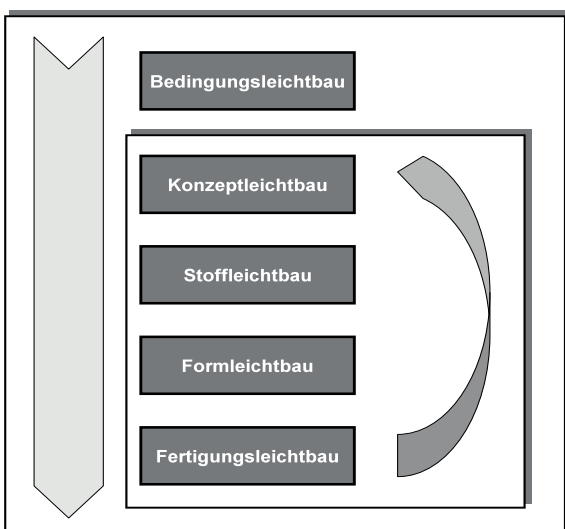 Bedingungsleichtbau
Konzeptleichtbau
Stoffleichtbau
Formleichtbau
Fertigungsleichtbau